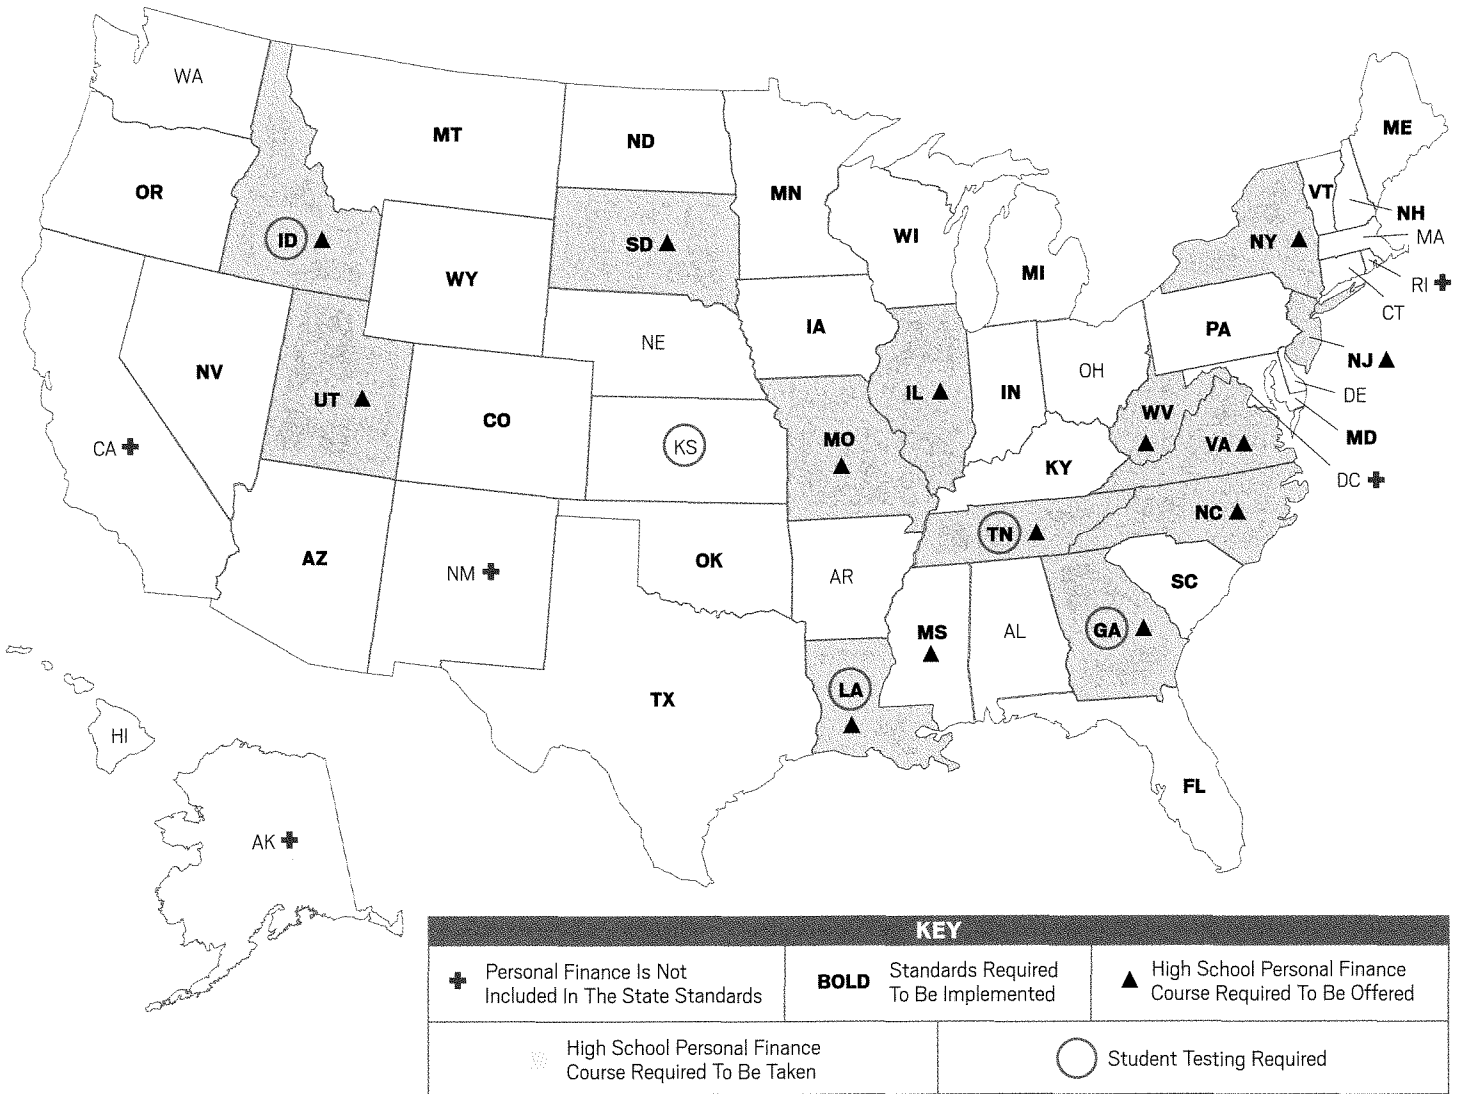 WA
MT
ND
ME
OR
MN
VT
ID ▲
SD ▲
WI
NH
NY ▲
MA
WY
MI
RI ✚
IA
PA
CT
NE
NV
UT ▲
OH
NJ ▲
IL ▲
IN
DE
CO
WV
▲
MO
▲
MD
CA ✚
KS
VA ▲
KY
DC ✚
NC ▲
TN ▲
AZ
OK
NM ✚
AR
SC
MS
▲
AL
GA ▲
LA
▲
TX
HI
FL
AK ✚
KEY
✚ Personal Finance Is Not
Included In The State Standards
BOLD Standards Required
To Be Implemented
▲ High School Personal Finance
Course Required To Be Offered
High School Personal Finance
Course Required To Be Taken
Student Testing Required